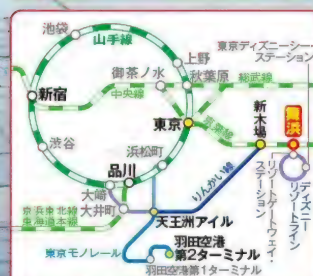 池袋
山手線
上野
東京ディズニーシー・
ステーション
御茶ノ水
秋葉原
総武線
新宿
中央線
新木場
舞浜
東京
京葉線
渋谷
浜松町
りんかい線
品川
大崎
大井町
京浜東北線
東海道本線
天王洲アイル
リゾートゲートウェイ・
ステーション
ディズニー
リゾートライン
東京モノレール
羽田空港
第2ターミナル
羽田空港第1ターミナル